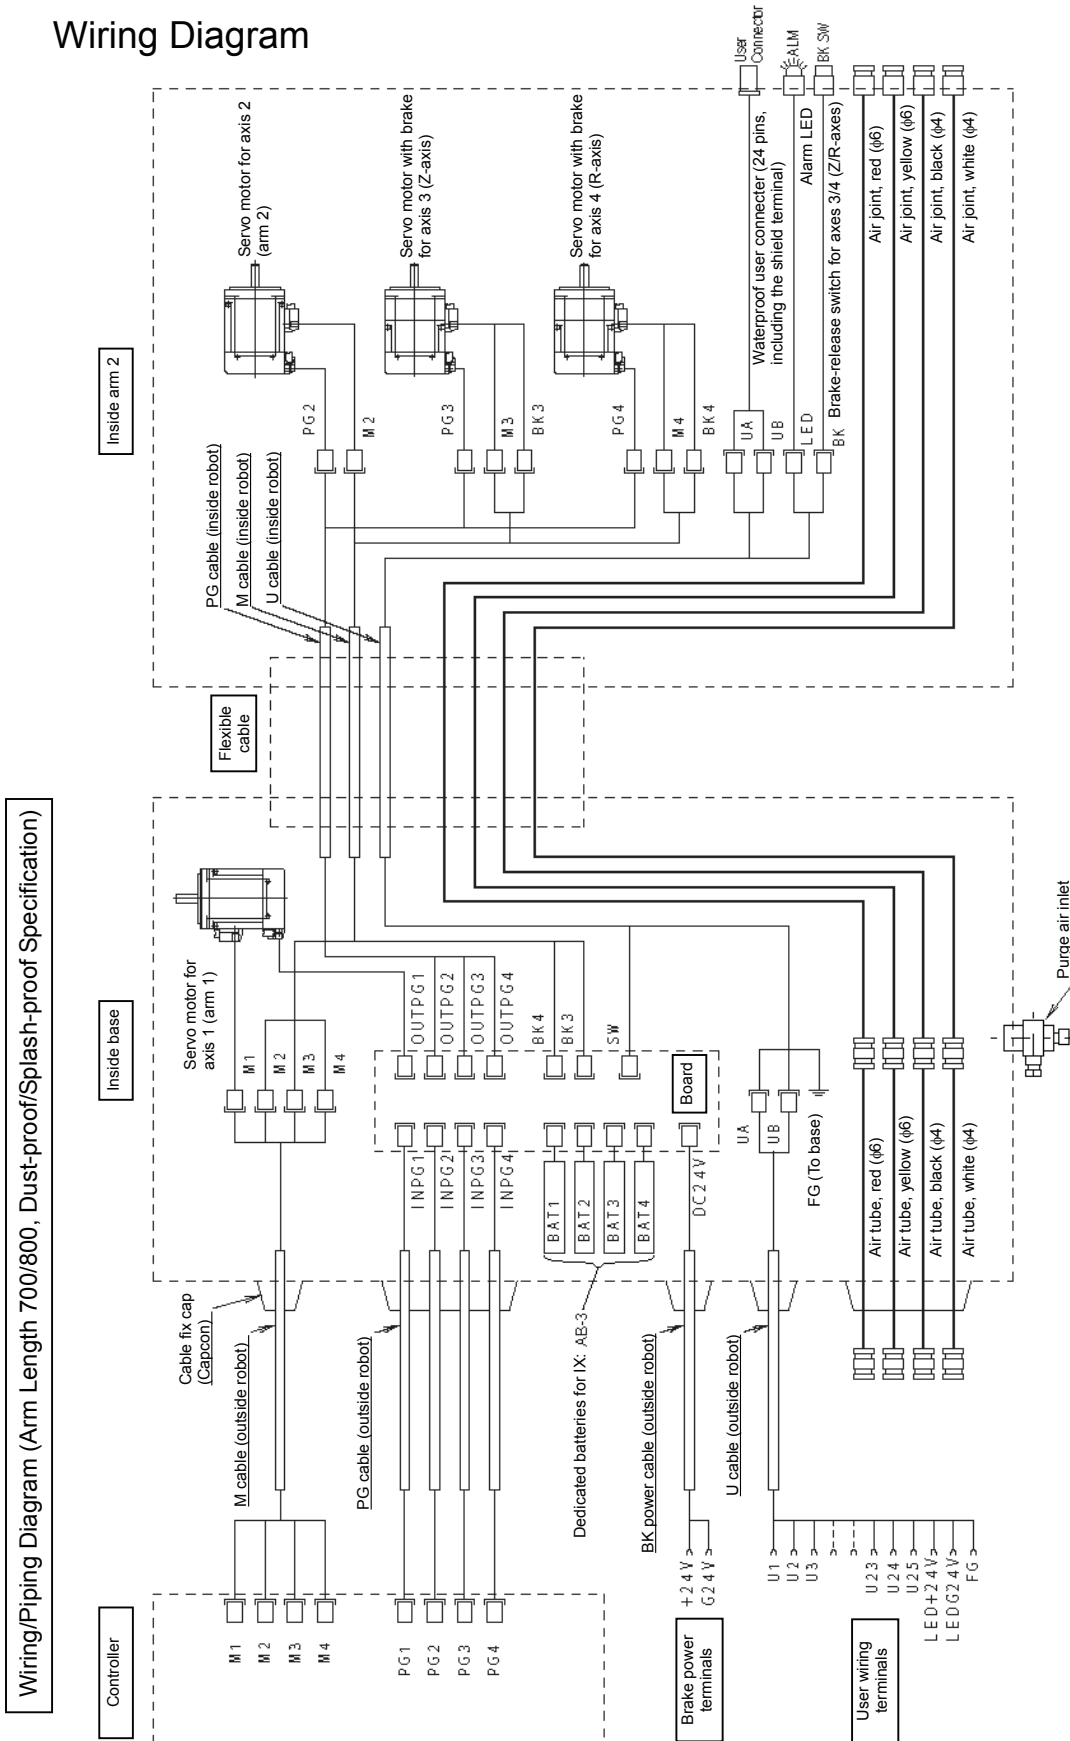 Wiring Diagram
Wiring/Piping Diagram (Arm Length 700/800, Dust-proof/Splash-proof Specification)
Inside arm 2
Servo motor for axis 2
(arm 2)
Servo motor with brake
for axis 3 (Z-axis)
Servo motor with brake
for axis 4 (R-axis)
User
Connector
ALM
BK SW
Waterproof user connecter (24 pins,
including the shield terminal)
Alarm LED
Brake-release switch for axes 3/4 (Z/R-axes)
Air joint, red (ϕ6)
Air joint, yellow (ϕ6)
Air joint, black (ϕ4)
Air joint, white (ϕ4)
PG2
M2
PG3
M3
BK3
PG4
M4
BK4
UA
UB
LED
BK
PG cable (inside robot)
M cable (inside robot)
U cable (inside robot)
Flexible
cable
Inside base
Servo motor for
axis 1 (arm 1)
M1
M2
M3
M4
OUTPG1
OUTPG2
OUTPG3
OUTPG4
BK4
BK3
SW
Board
INPG1
INPG2
INPG3
INPG4
BAT1
BAT2
BAT3
BAT4
DC24V
UA
UB
FG (To base)
Air tube, red (ϕ6)
Air tube, yellow (ϕ6)
Air tube, black (ϕ4)
Air tube, white (ϕ4)
Purge air inlet
Cable fix cap
(Capcon)
M cable (outside robot)
PG cable (outside robot)
Dedicated batteries for IX: AB-3
BK power cable (outside robot)
U cable (outside robot)
Controller
M1
M2
M3
M4
PG1
PG2
PG3
PG4
+24V
G24V
Brake power
terminals
U1
U2
U3
U23
U24
U25
LED+24V
LEDG24V
FG
User wiring
terminals